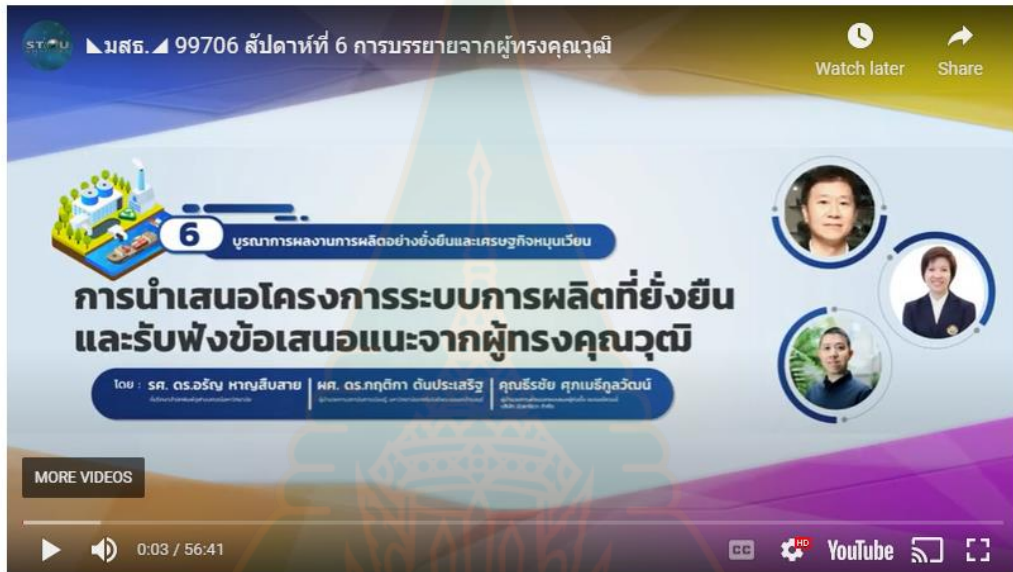 STOU
◣มสธ.◢ 99706 สัปดาห์ที่ 6 การบรรยายจากผู้ทรงคุณวุฒิ
Watch later
Share
6
บูรณาการผลงานการผลิตอย่างยั่งยืนและเศรษฐกิจหมุนเวียน
การนำเสนอโครงการระบบการผลิตที่ยั่งยืน
และรับฟังข้อเสนอแนะจากผู้ทรงคุณวุฒิ
โดย : รศ. ดร.อรัญ หาญสืบสาย | ผศ. ดร.กฤติกา ตันประเสริฐ | คุณธีรชัย ศุภเมธีกูลวัฒน์
MORE VIDEOS
0:03 / 56:41
CC
HD
YouTube